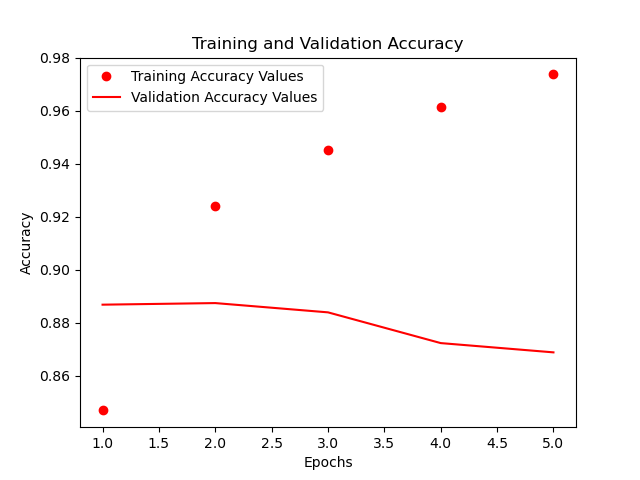 Training and Validation Accuracy
Training Accuracy Values
Validation Accuracy Values
0.98
0.96
0.94
0.92
0.90
0.88
0.86
Accuracy
1.0 1.5 2.0 2.5 3.0 3.5 4.0 4.5 5.0
Epochs